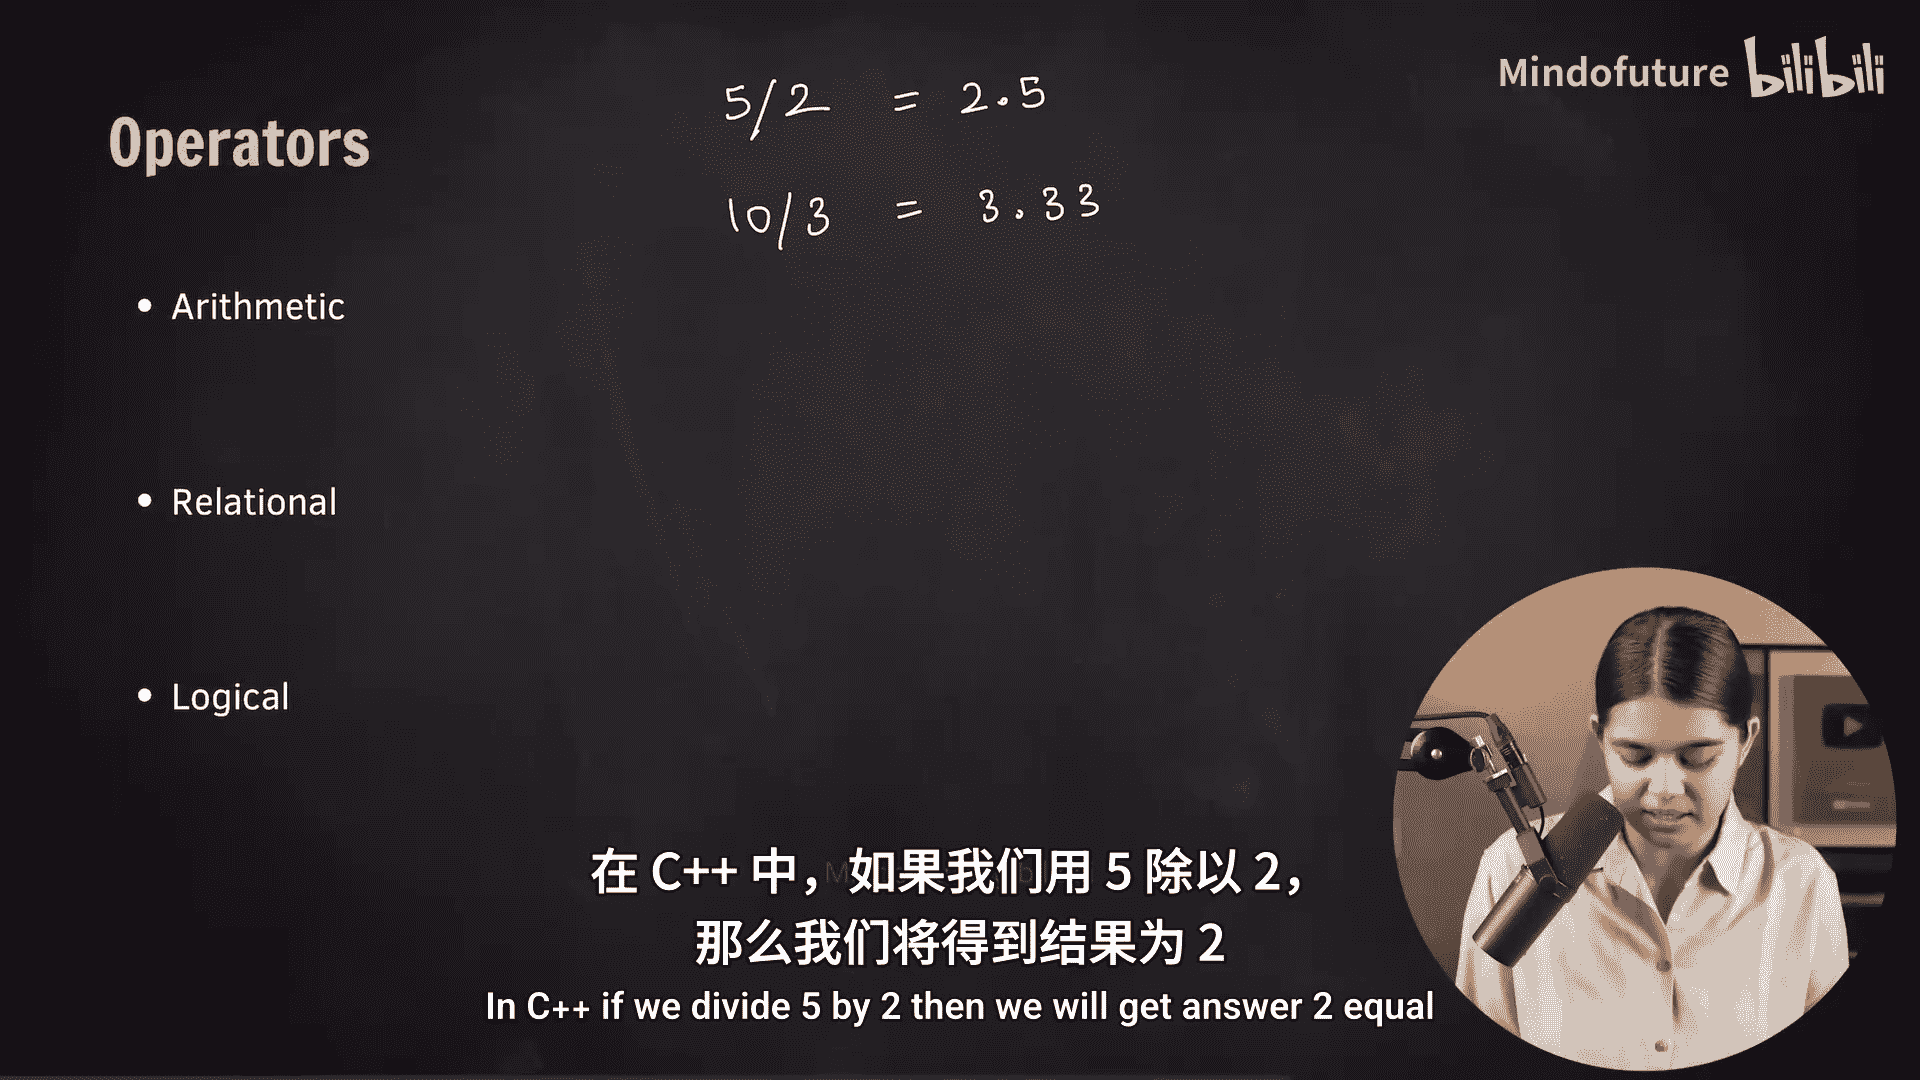 Mindofuture bilibili
5/2 = 2.5
Operators
10/3 = 3.33
• Arithmetic
• Relational
• Logical
在 C++ 中，如果我们用 5 除以 2，
那么我们将得到结果为 2
In C++ if we divide 5 by 2 then we will get answer 2 equal